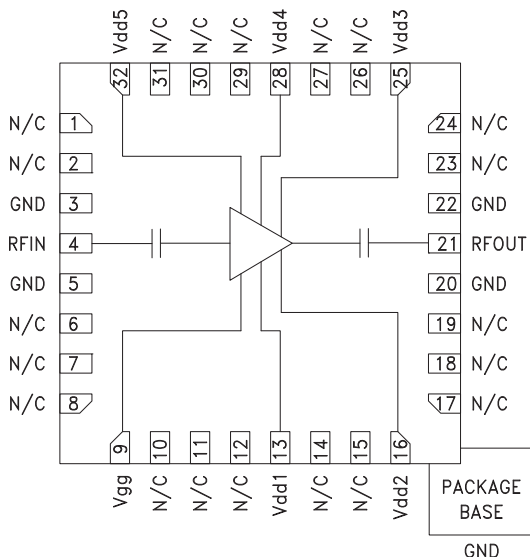 Vdd5 N/C N/C N/C Vdd4 N/C N/C Vdd3
32 31 30 29 28 27 26 25
N/C 1 24 N/C
N/C 2 23 N/C
GND 3 22 GND
RFIN 4 21 RFOUT
GND 5 20 GND
N/C 6 19 N/C
N/C 7 18 N/C
N/C 8 17 N/C
9 10 11 12 13 14 15 16
Vgg N/C N/C N/C Vdd1 N/C N/C Vdd2
PACKAGE
BASE
GND